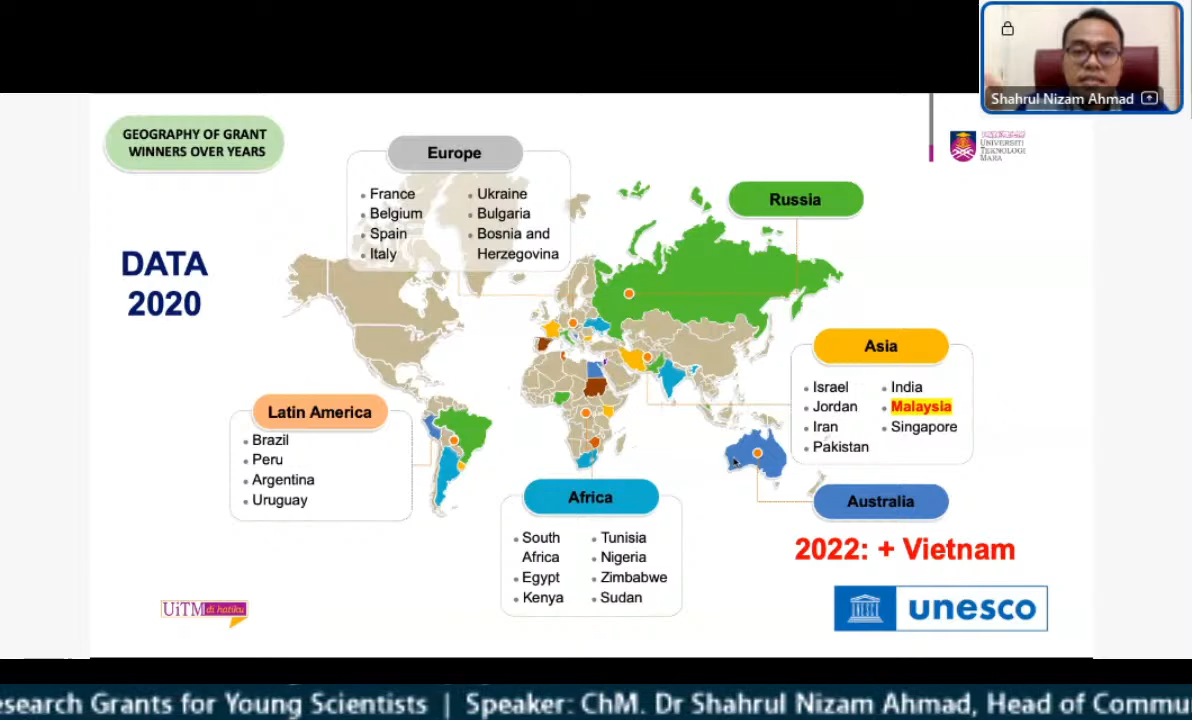 Shahrul Nizam Ahmad
GEOGRAPHY OF GRANT
WINNERS OVER YEARS
UNIVERSITI
TEKNOLOGI
MARA
DATA
2020
Europe
France
Belgium
Spain
Italy
Ukraine
Bulgaria
Bosnia and
Herzegovina
Russia
Asia
Israel
Jordan
Iran
Pakistan
India
Malaysia
Singapore
Latin America
Brazil
Peru
Argentina
Uruguay
Africa
South
Africa
Egypt
Kenya
Tunisia
Nigeria
Zimbabwe
Sudan
Australia
2022: + Vietnam
UiTM di hatiku
unesco
esearch Grants for Young Scientists | Speaker: ChM. Dr Shahrul Nizam Ahmad, Head of Commu